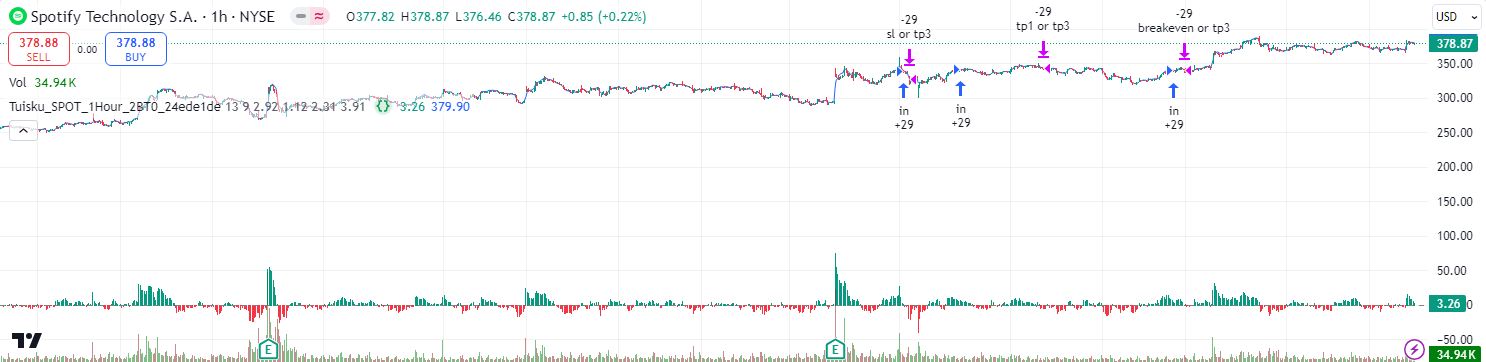 Spotify Technology S.A. · 1h · NYSE O377.82 H378.87 L376.46 C378.87 +0.85 (+0.22%)
378.88 SELL 0.00 378.88 BUY
Vol 34.94 K
Tuisku_SPOT_1Hour_2BT0_24ede1de 13 9 2.92 1.12 2.31 3.91 3.26 379.90
-29
sl or tp3
in
+29
-29
tp1 or tp3
in
+29
-29
breakeven or tp3
in
+29
USD
378.87
350.00
300.00
250.00
200.00
150.00
100.00
50.00
3.26
−50.00
34.94 K
E
E